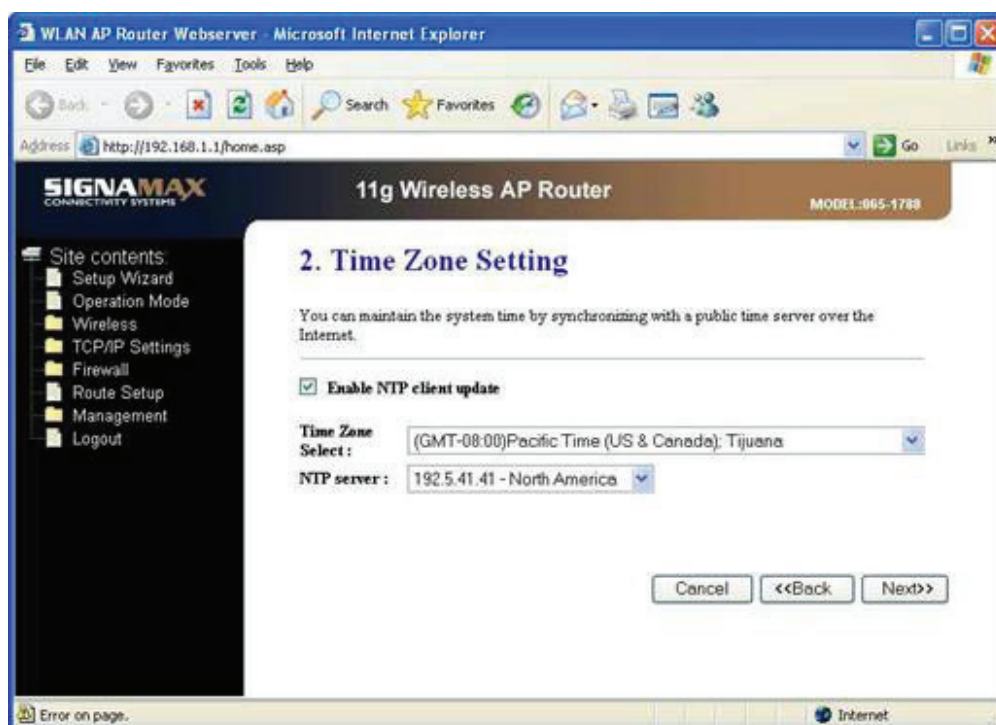 WLAN AP Router Webserver - Microsoft Internet Explorer
File Edit View Favorites Tools Help
Back Search Favorites
Address http://192.168.1.1/home.asp Go Links »
SIGNAMAX
CONNECTIVITY SYSTEMS
11g Wireless AP Router
MODEL:065-1788
Site contents:
Setup Wizard
Operation Mode
Wireless
TCP/IP Settings
Firewall
Route Setup
Management
Logout
2. Time Zone Setting
You can maintain the system time by synchronizing with a public time server over the
Internet.
Enable NTP client update
Time Zone
Select :
(GMT-08:00)Pacific Time (US & Canada); Tijuana
NTP server : 192.5.41.41 - North America
Cancel <<Back Next>>
Error on page. Internet